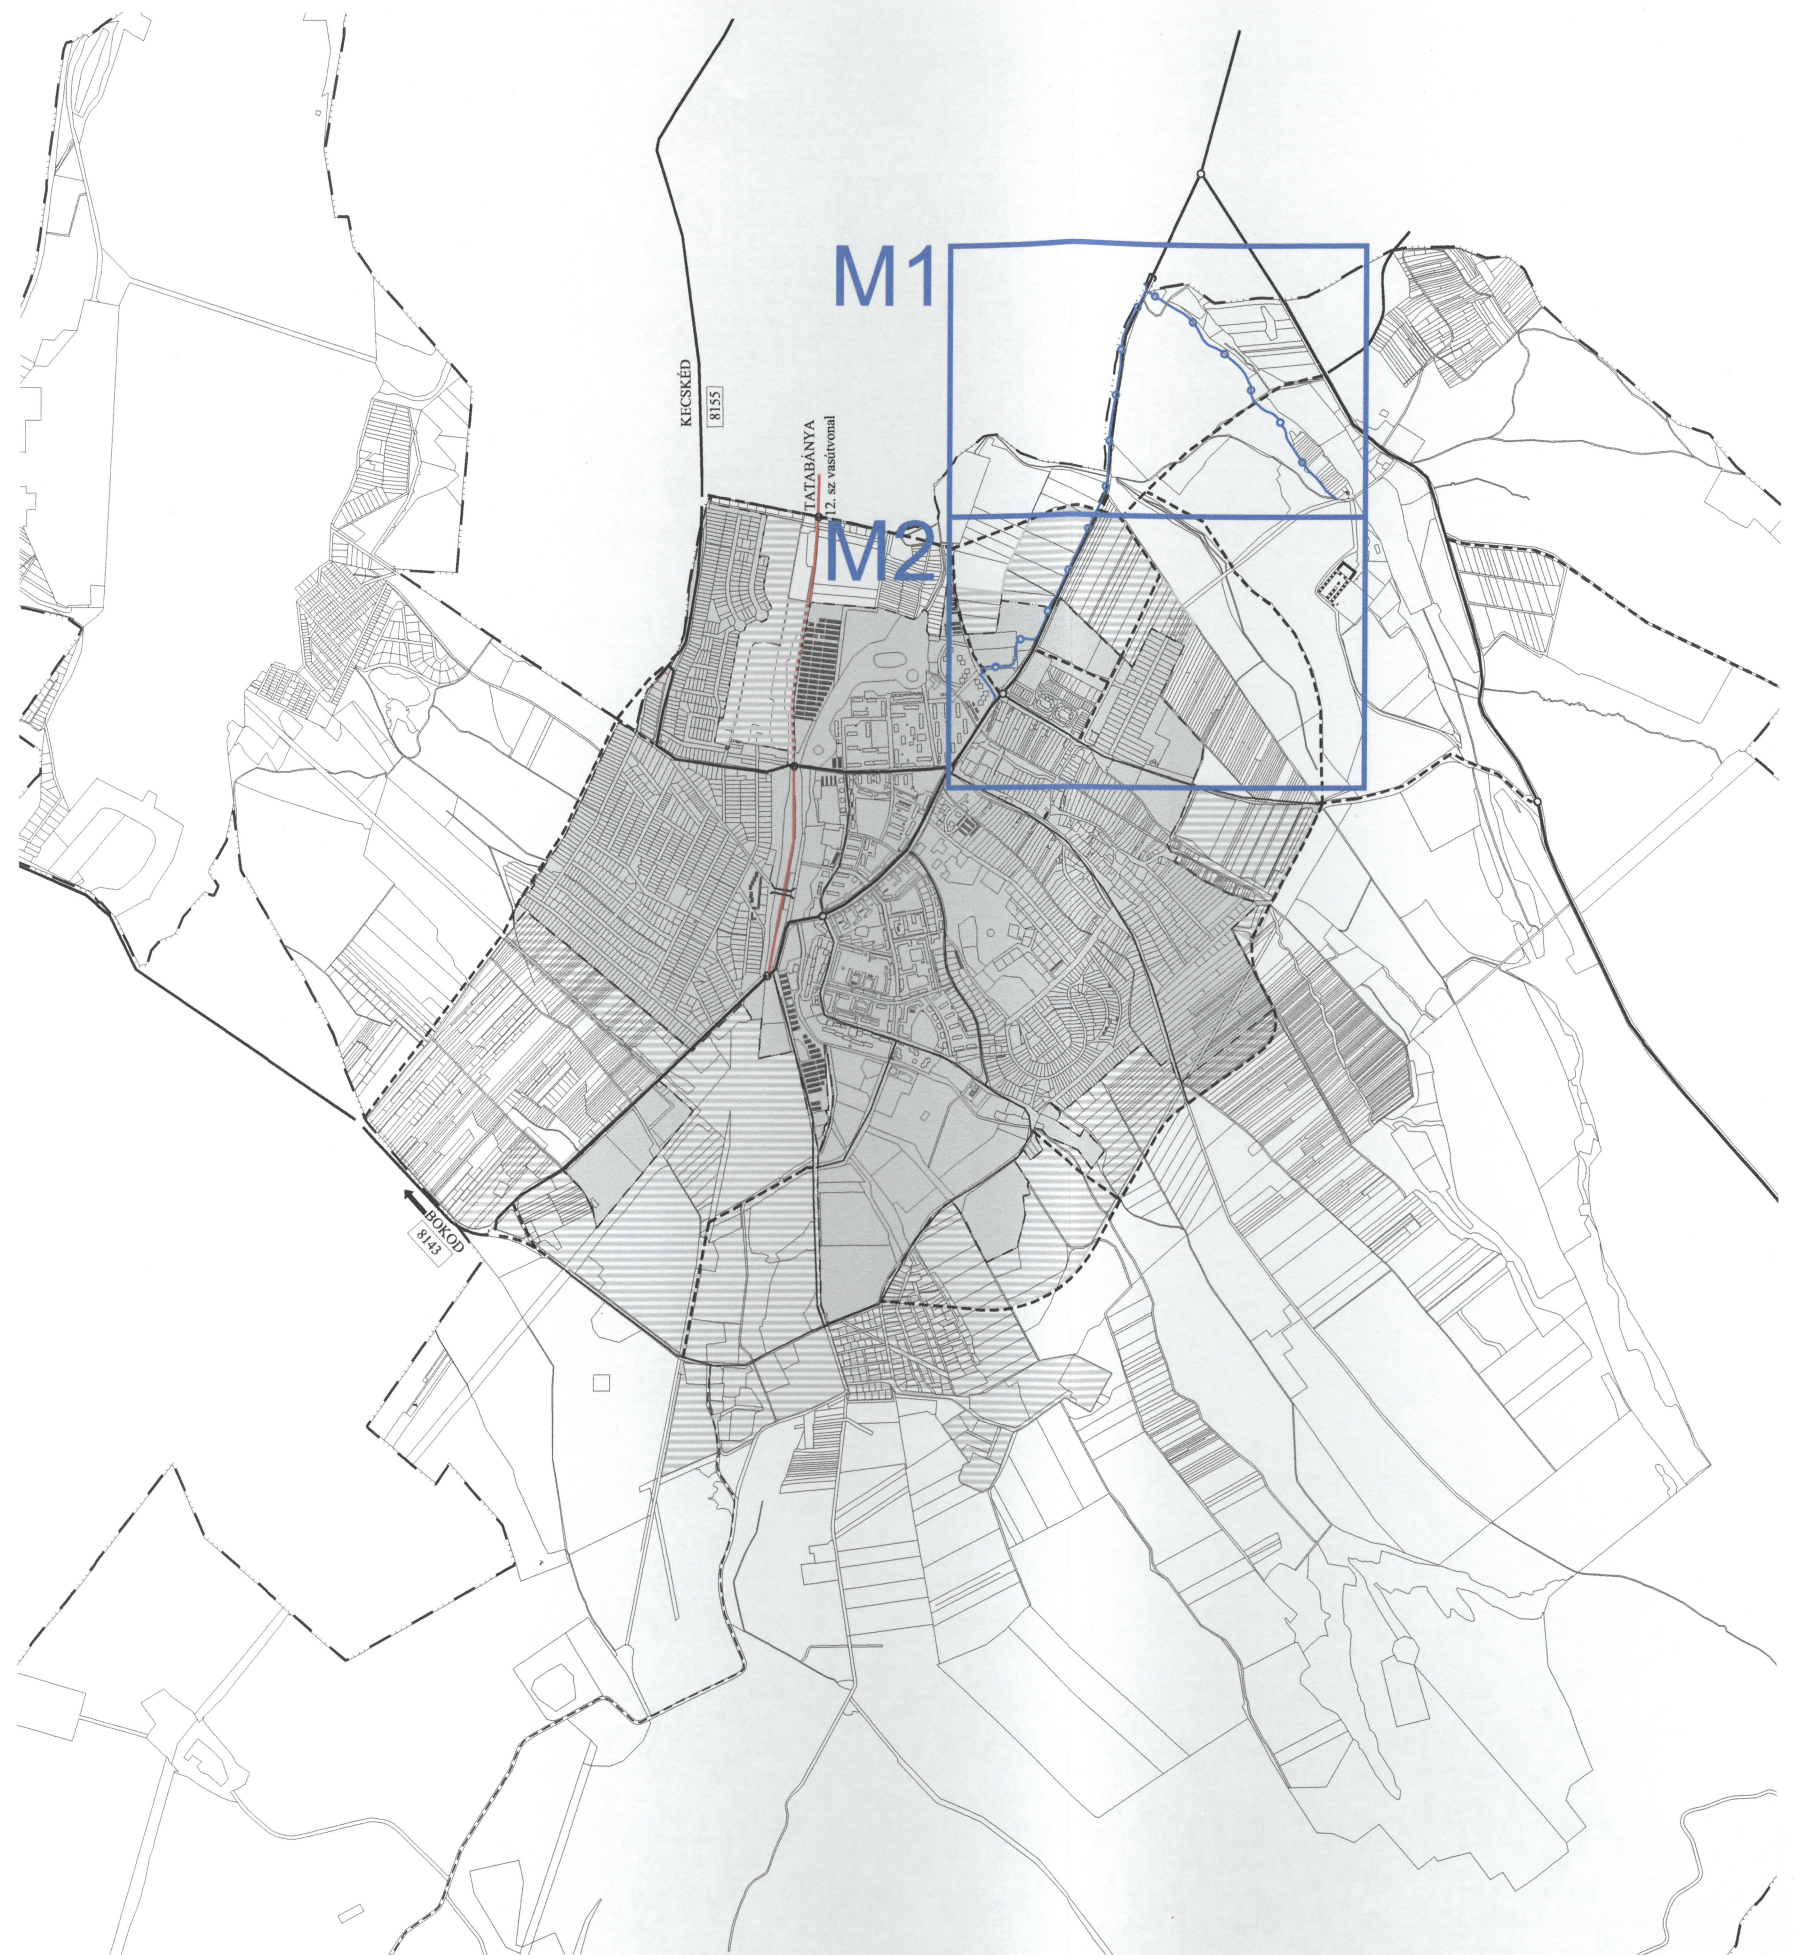 M1
KECSKÉD
8155
TATABÁNYA
12. sz vasútvonal
M2
BOKOD
8143